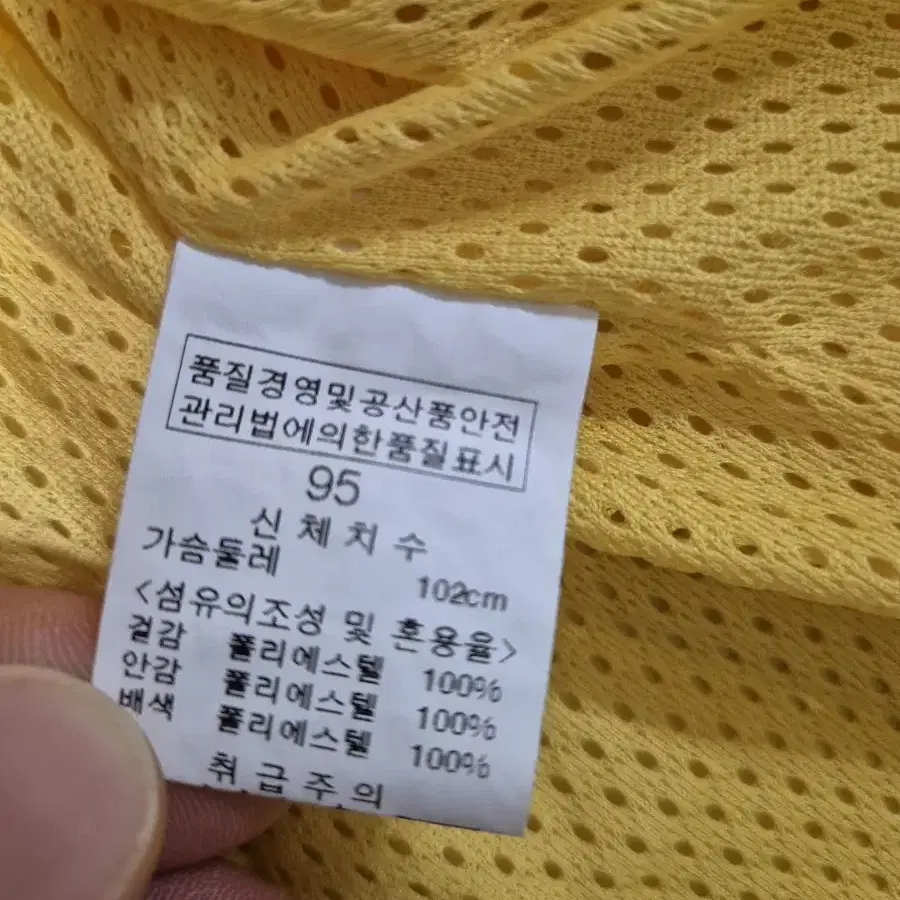 품질경영및공산품안전
관리법에의한품질표시
95
신 체 치 수
가슴둘레 102cm
<섬유의조성 및 혼용율>
겉감 폴리에스텔 100%
안감 폴리에스텔 100%
배색 폴리에스텔 100%
취 급 주 의